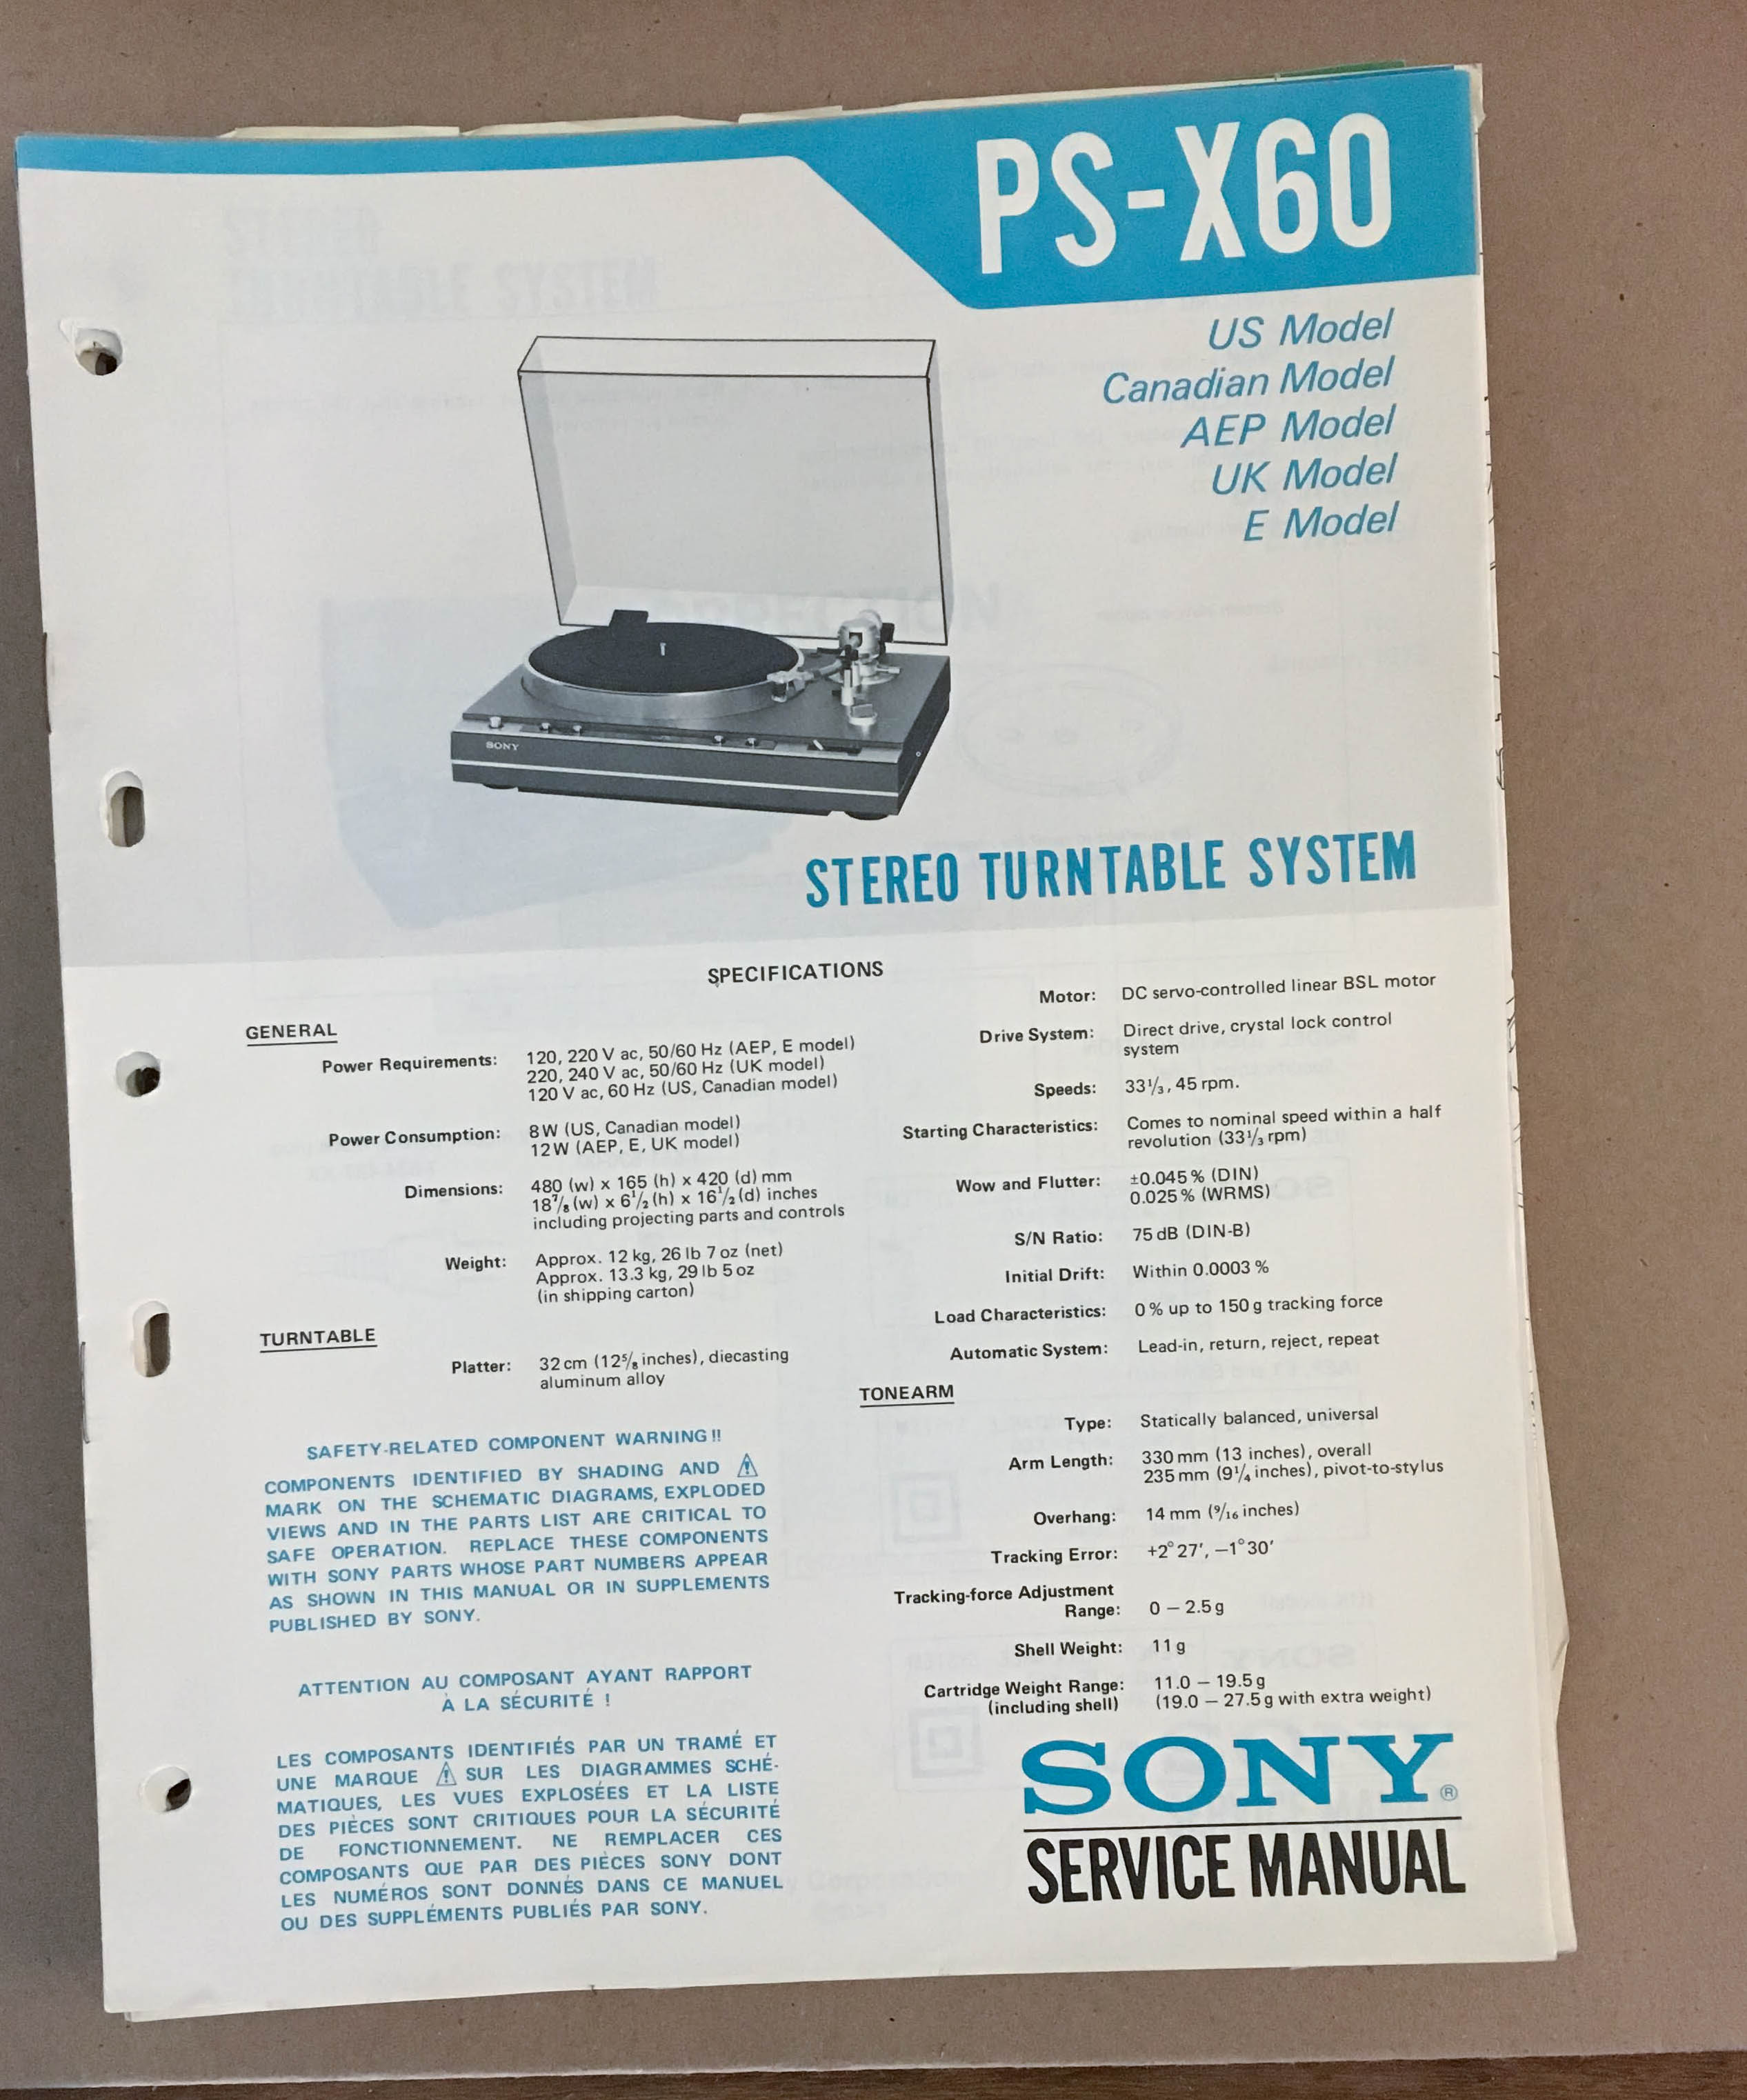 PS-X60
US Model
Canadian Model
AEP Model
UK Model
E Model
SONY
STEREO TURNTABLE SYSTEM
SPECIFICATIONS
GENERAL
Power Requirements: 120, 220 V ac, 50/60 Hz (AEP, E model)
220, 240 V ac, 50/60 Hz (UK model)
120 V ac, 60 Hz (US, Canadian model)
Power Consumption: 8 W (US, Canadian model)
12 W (AEP, E, UK model)
Dimensions: 480 (w) x 165 (h) x 420 (d) mm
18⅞ (w) x 6½ (h) x 16½ (d) inches
including projecting parts and controls
Weight: Approx. 12 kg, 26 lb 7 oz (net)
Approx. 13.3 kg, 29 lb 5 oz
(in shipping carton)
TURNTABLE
Platter: 32 cm (12⅝ inches), diecasting
aluminum alloy
SAFETY-RELATED COMPONENT WARNING!!
COMPONENTS IDENTIFIED BY SHADING AND ⚠
MARK ON THE SCHEMATIC DIAGRAMS, EXPLODED
VIEWS AND IN THE PARTS LIST ARE CRITICAL TO
SAFE OPERATION. REPLACE THESE COMPONENTS
WITH SONY PARTS WHOSE PART NUMBERS APPEAR
AS SHOWN IN THIS MANUAL OR IN SUPPLEMENTS
PUBLISHED BY SONY.
ATTENTION AU COMPOSANT AYANT RAPPORT
À LA SÉCURITÉ !
LES COMPOSANTS IDENTIFIÉS PAR UN TRAMÉ ET
UNE MARQUE ⚠ SUR LES DIAGRAMMES SCHÉ-
MATIQUES, LES VUES EXPLOSÉES ET LA LISTE
DES PIÈCES SONT CRITIQUES POUR LA SÉCURITÉ
DE FONCTIONNEMENT. NE REMPLACER CES
COMPOSANTS QUE PAR DES PIÈCES SONY DONT
LES NUMÉROS SONT DONNÉS DANS CE MANUEL
OU DES SUPPLÉMENTS PUBLIÉS PAR SONY.
Motor: DC servo-controlled linear BSL motor
Drive System: Direct drive, crystal lock control
system
Speeds: 33⅓, 45 rpm.
Starting Characteristics: Comes to nominal speed within a half
revolution (33⅓ rpm)
Wow and Flutter: ±0.045 % (DIN)
0.025 % (WRMS)
S/N Ratio: 75 dB (DIN-B)
Initial Drift: Within 0.0003 %
Load Characteristics: 0 % up to 150 g tracking force
Automatic System: Lead-in, return, reject, repeat
TONEARM
Type: Statically balanced, universal
Arm Length: 330 mm (13 inches), overall
235 mm (9¼ inches), pivot-to-stylus
Overhang: 14 mm (9/16 inches)
Tracking Error: +2°27′, −1°30′
Tracking-force Adjustment
Range: 0 – 2.5 g
Shell Weight: 11 g
Cartridge Weight Range: 11.0 – 19.5 g
(including shell) (19.0 – 27.5 g with extra weight)
SONY®
SERVICE MANUAL